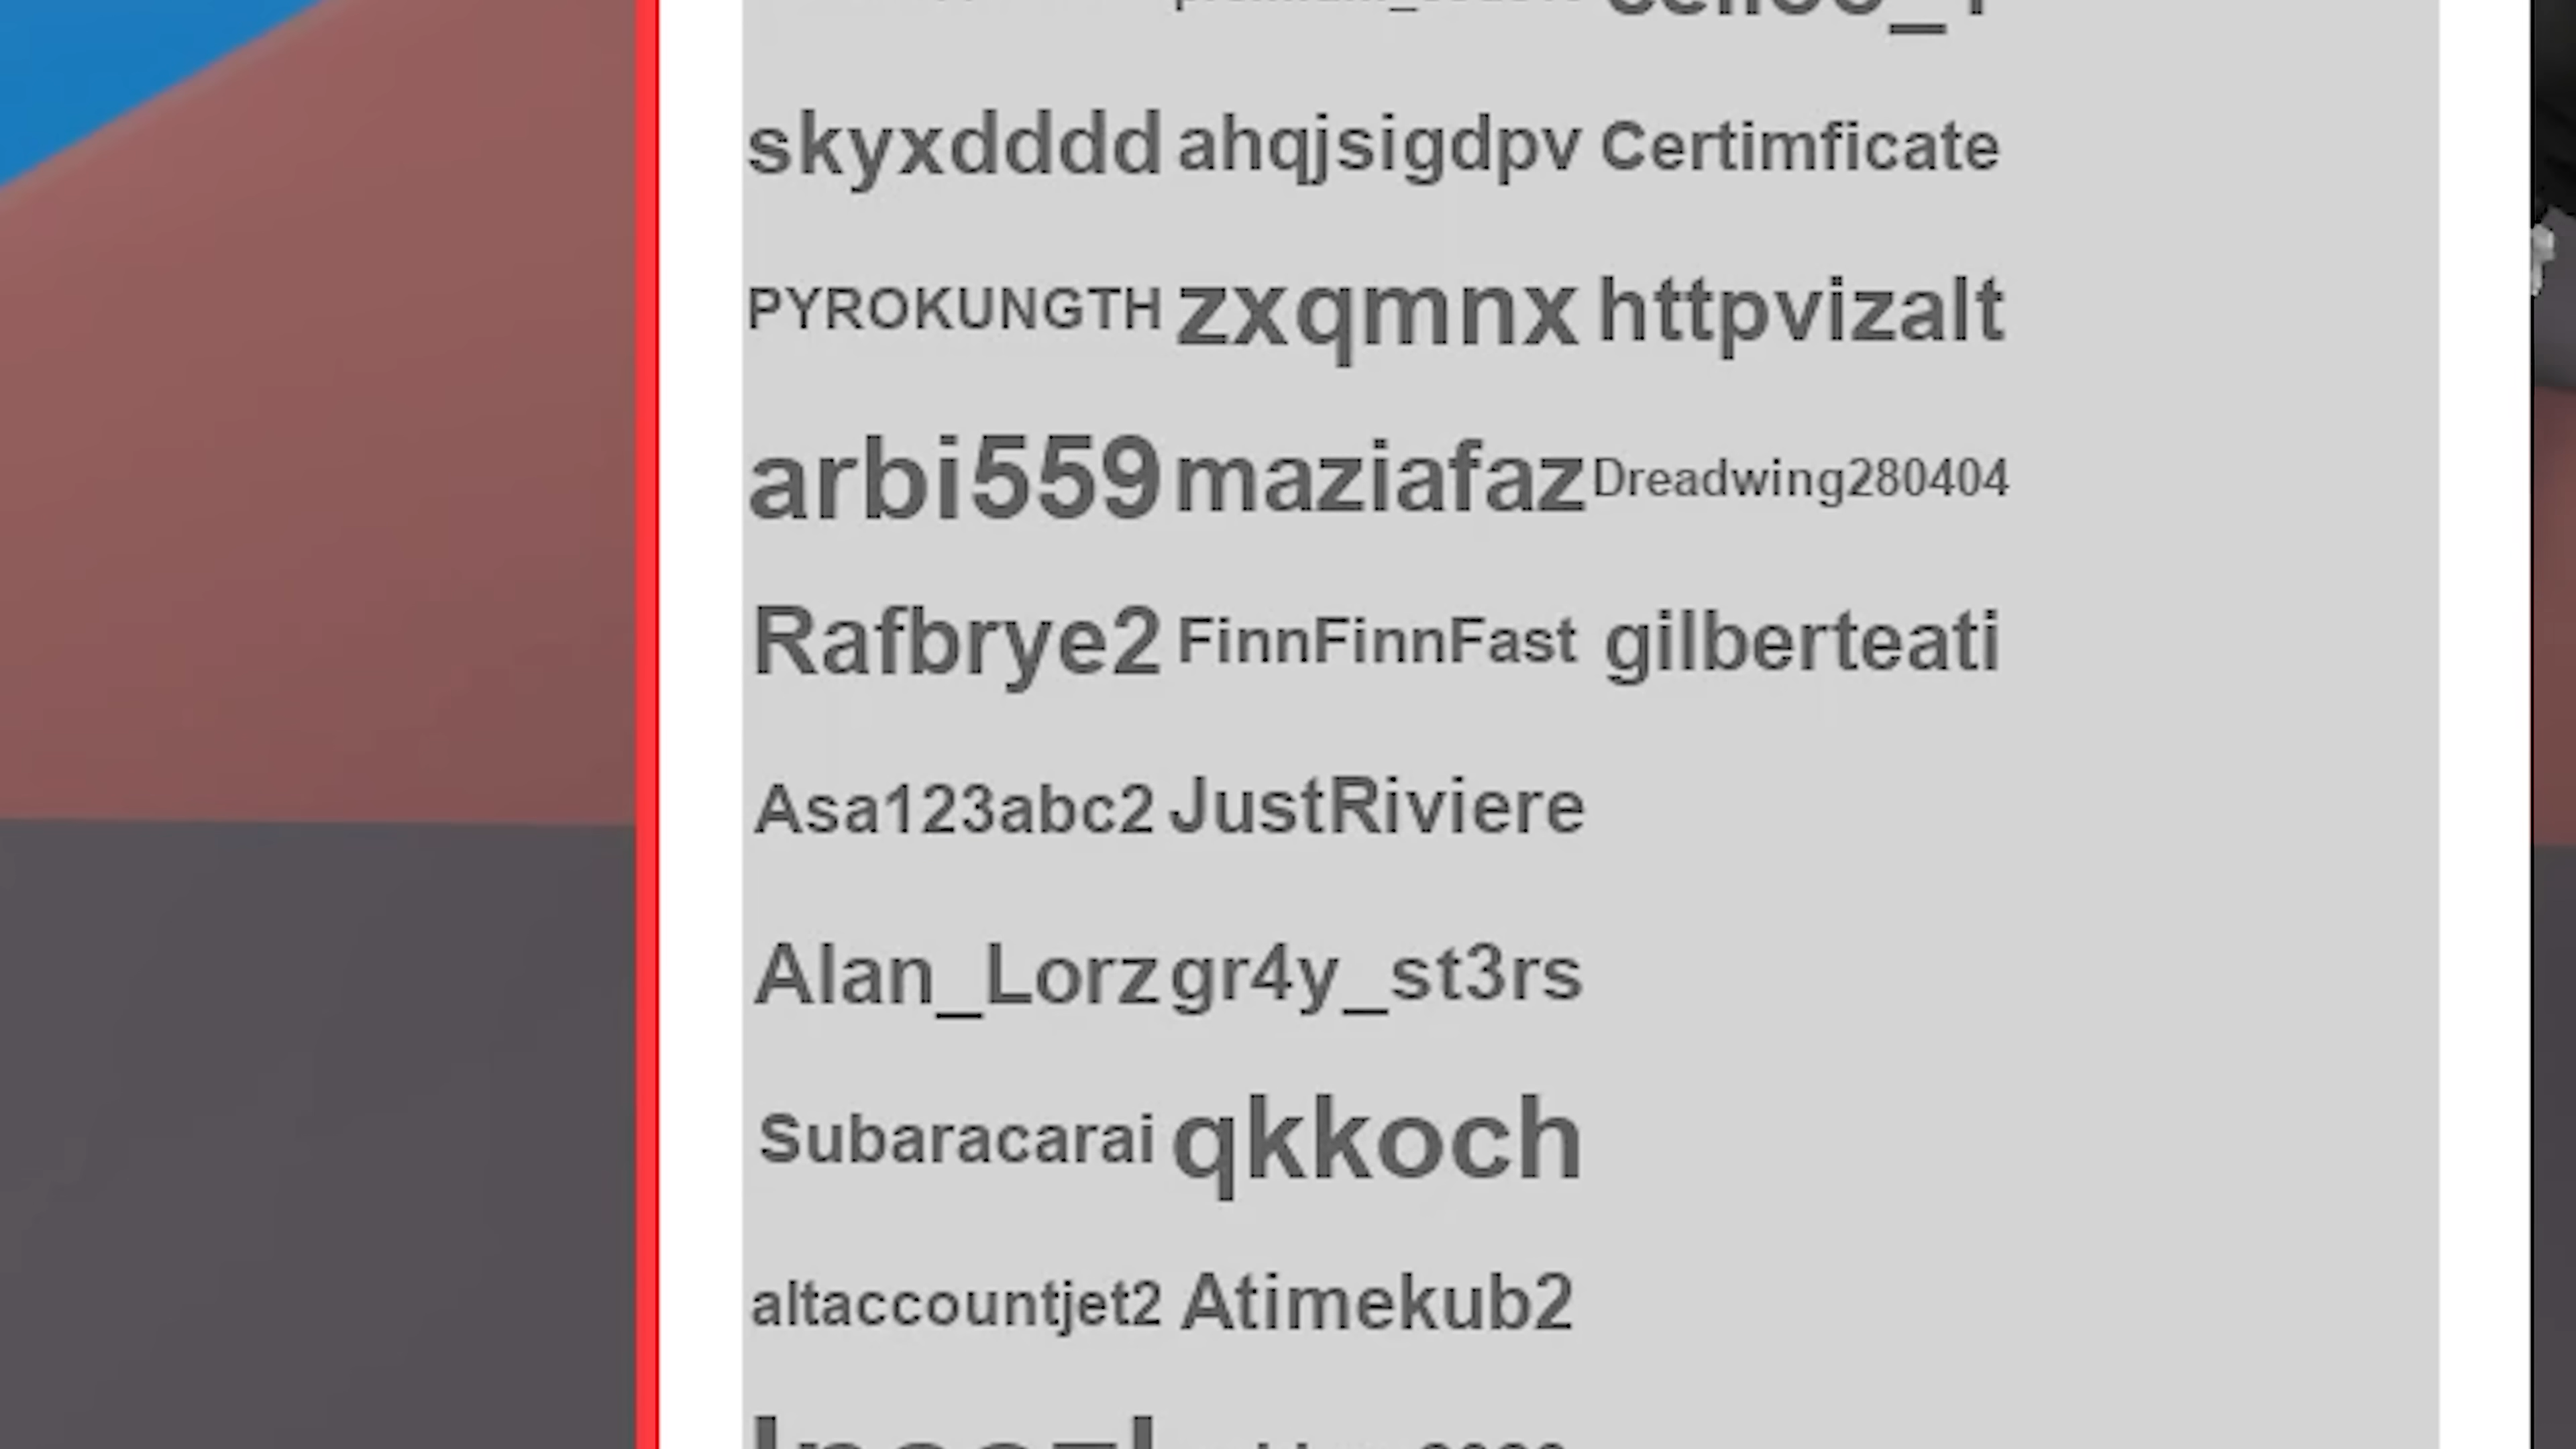 skyxdddd ahqjsigdpv Certimficate
PYROKUNGTH zxqmnx httpvizalt
arbi559 maziafaz Dreadwing280404
Rafbrye2 FinnFinnFast gilberteati
Asa123abc2 JustRiviere
Alan_Lorz gr4y_st3rs
Subaracarai qkkoch
altaccountjet2 Atimekub2